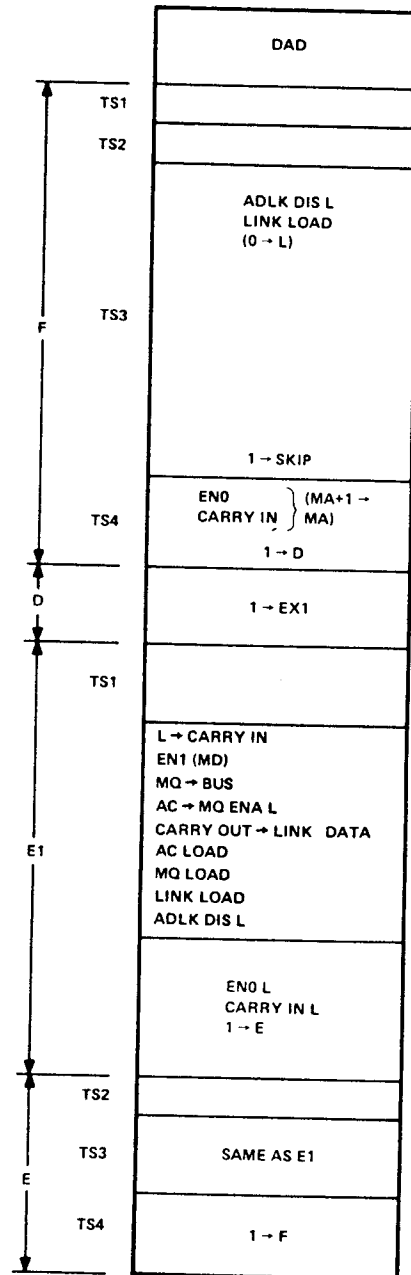 DAD
TS1
TS2
ADLK DIS L
LINK LOAD
(0 → L)
F
TS3
1 → SKIP
EN0 (MA+1 →
TS4 CARRY IN MA)
1 → D
D
1 → EX1
TS1
L → CARRY IN
EN1 (MD)
MQ → BUS
AC → MQ ENA L
CARRY OUT → LINK DATA
E1
AC LOAD
MQ LOAD
LINK LOAD
ADLK DIS L
EN0 L
CARRY IN L
1 → E
TS2
TS3 SAME AS E1
E
TS4
1 → F